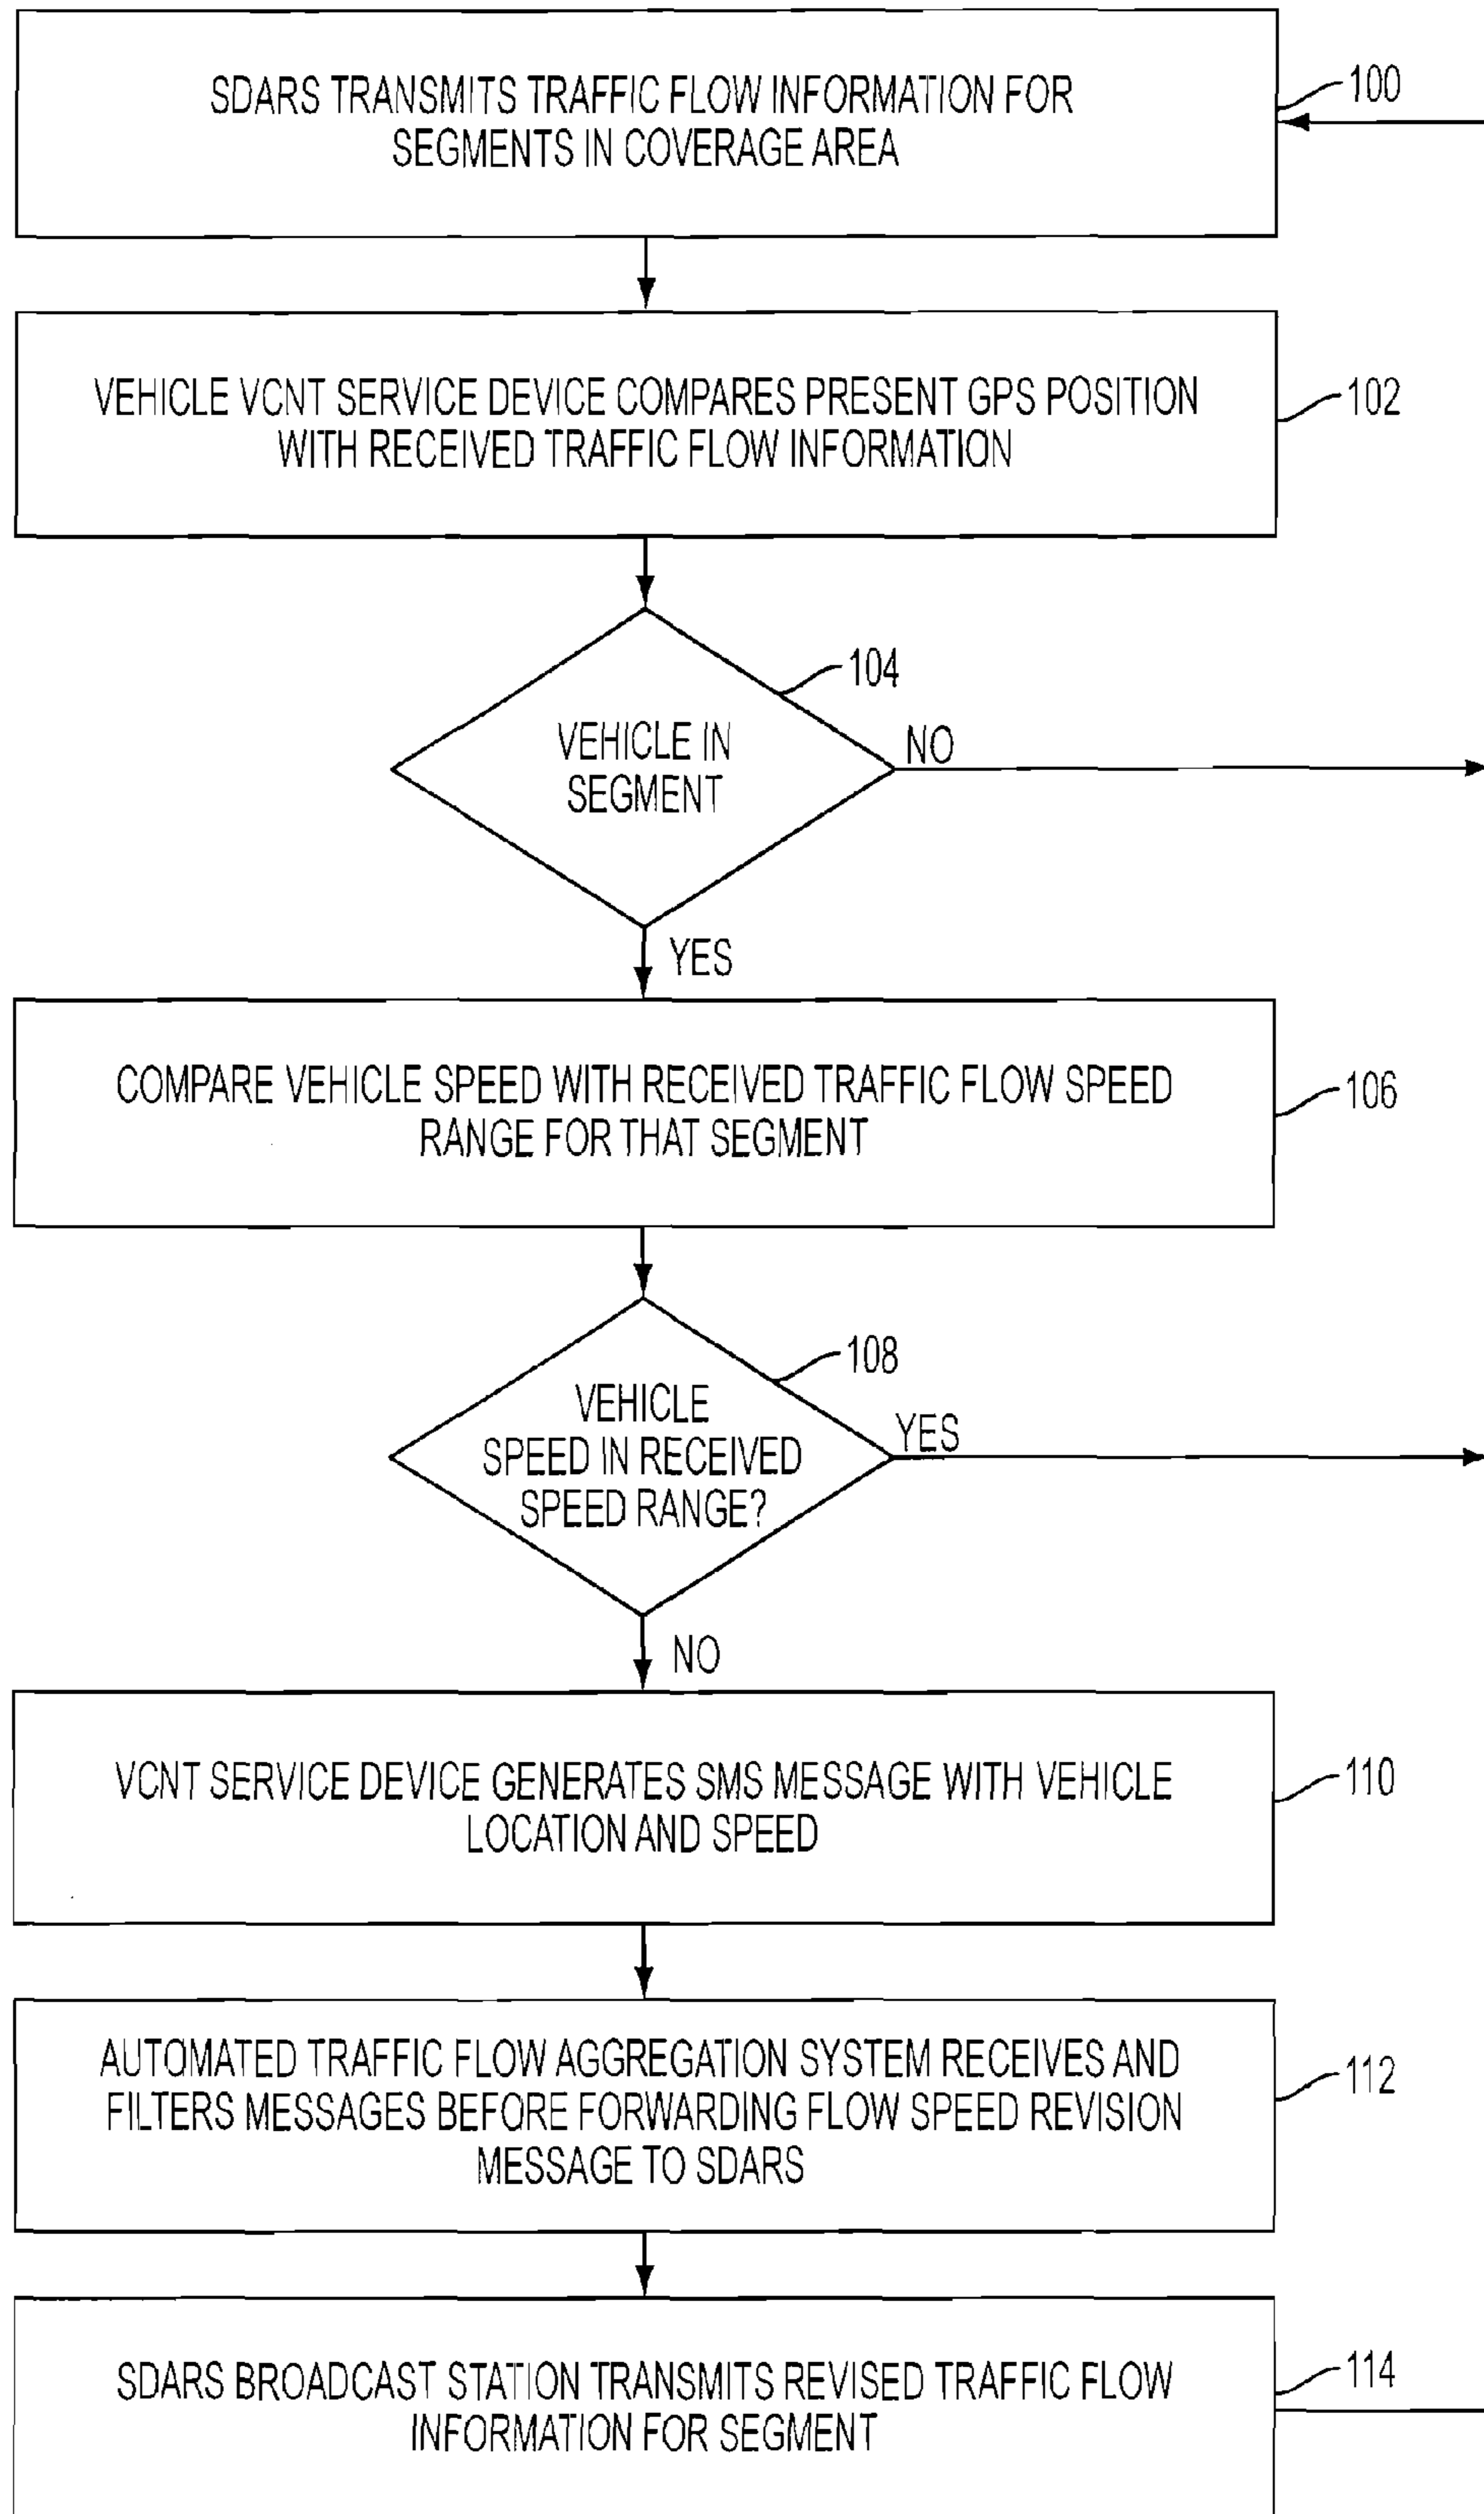 SDARS TRANSMITS TRAFFIC FLOW INFORMATION FOR
SEGMENTS IN COVERAGE AREA
100
VEHICLE VCNT SERVICE DEVICE COMPARES PRESENT GPS POSITION
WITH RECEIVED TRAFFIC FLOW INFORMATION
102
104
VEHICLE IN
SEGMENT
NO
YES
COMPARE VEHICLE SPEED WITH RECEIVED TRAFFIC FLOW SPEED
RANGE FOR THAT SEGMENT
106
108
VEHICLE
SPEED IN RECEIVED
SPEED RANGE?
YES
NO
VCNT SERVICE DEVICE GENERATES SMS MESSAGE WITH VEHICLE
LOCATION AND SPEED
110
AUTOMATED TRAFFIC FLOW AGGREGATION SYSTEM RECEIVES AND
FILTERS MESSAGES BEFORE FORWARDING FLOW SPEED REVISION
MESSAGE TO SDARS
112
SDARS BROADCAST STATION TRANSMITS REVISED TRAFFIC FLOW
INFORMATION FOR SEGMENT
114